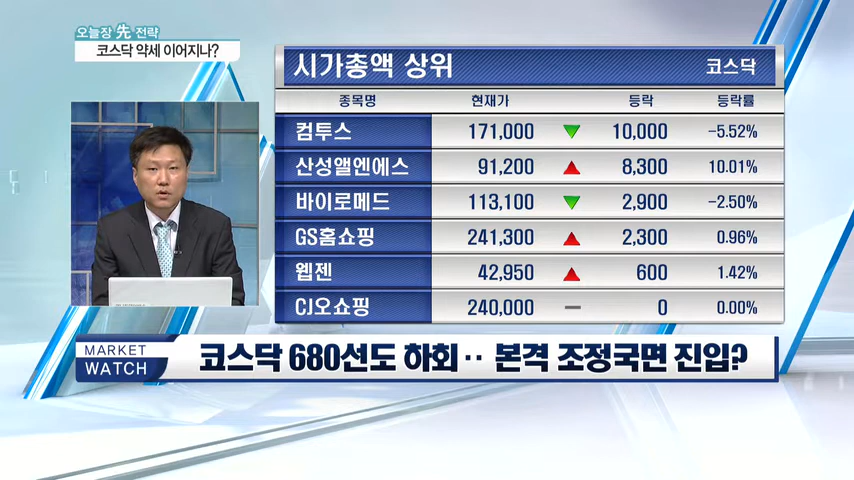 오늘장 先 전략
코스닥 약세 이어지나?
시가총액 상위 코스닥
종목명 현재가 등락 등락률
컴투스 171,000 ▼ 10,000 -5.52%
산성앨엔에스 91,200 ▲ 8,300 10.01%
바이로메드 113,100 ▼ 2,900 -2.50%
GS홈쇼핑 241,300 ▲ 2,300 0.96%
웹젠 42,950 ▲ 600 1.42%
CJ오쇼핑 240,000 – 0 0.00%
MARKET
WATCH
코스닥 680선도 하회·· 본격 조정국면 진입?